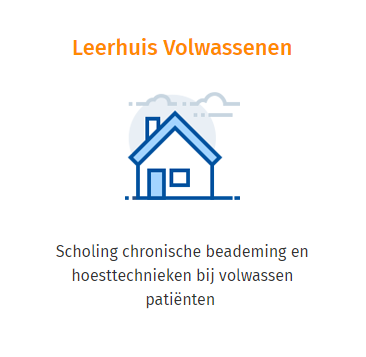 Leerhuis Volwassenen
Scholing chronische beademing en
hoesttechnieken bij volwassen
patiënten